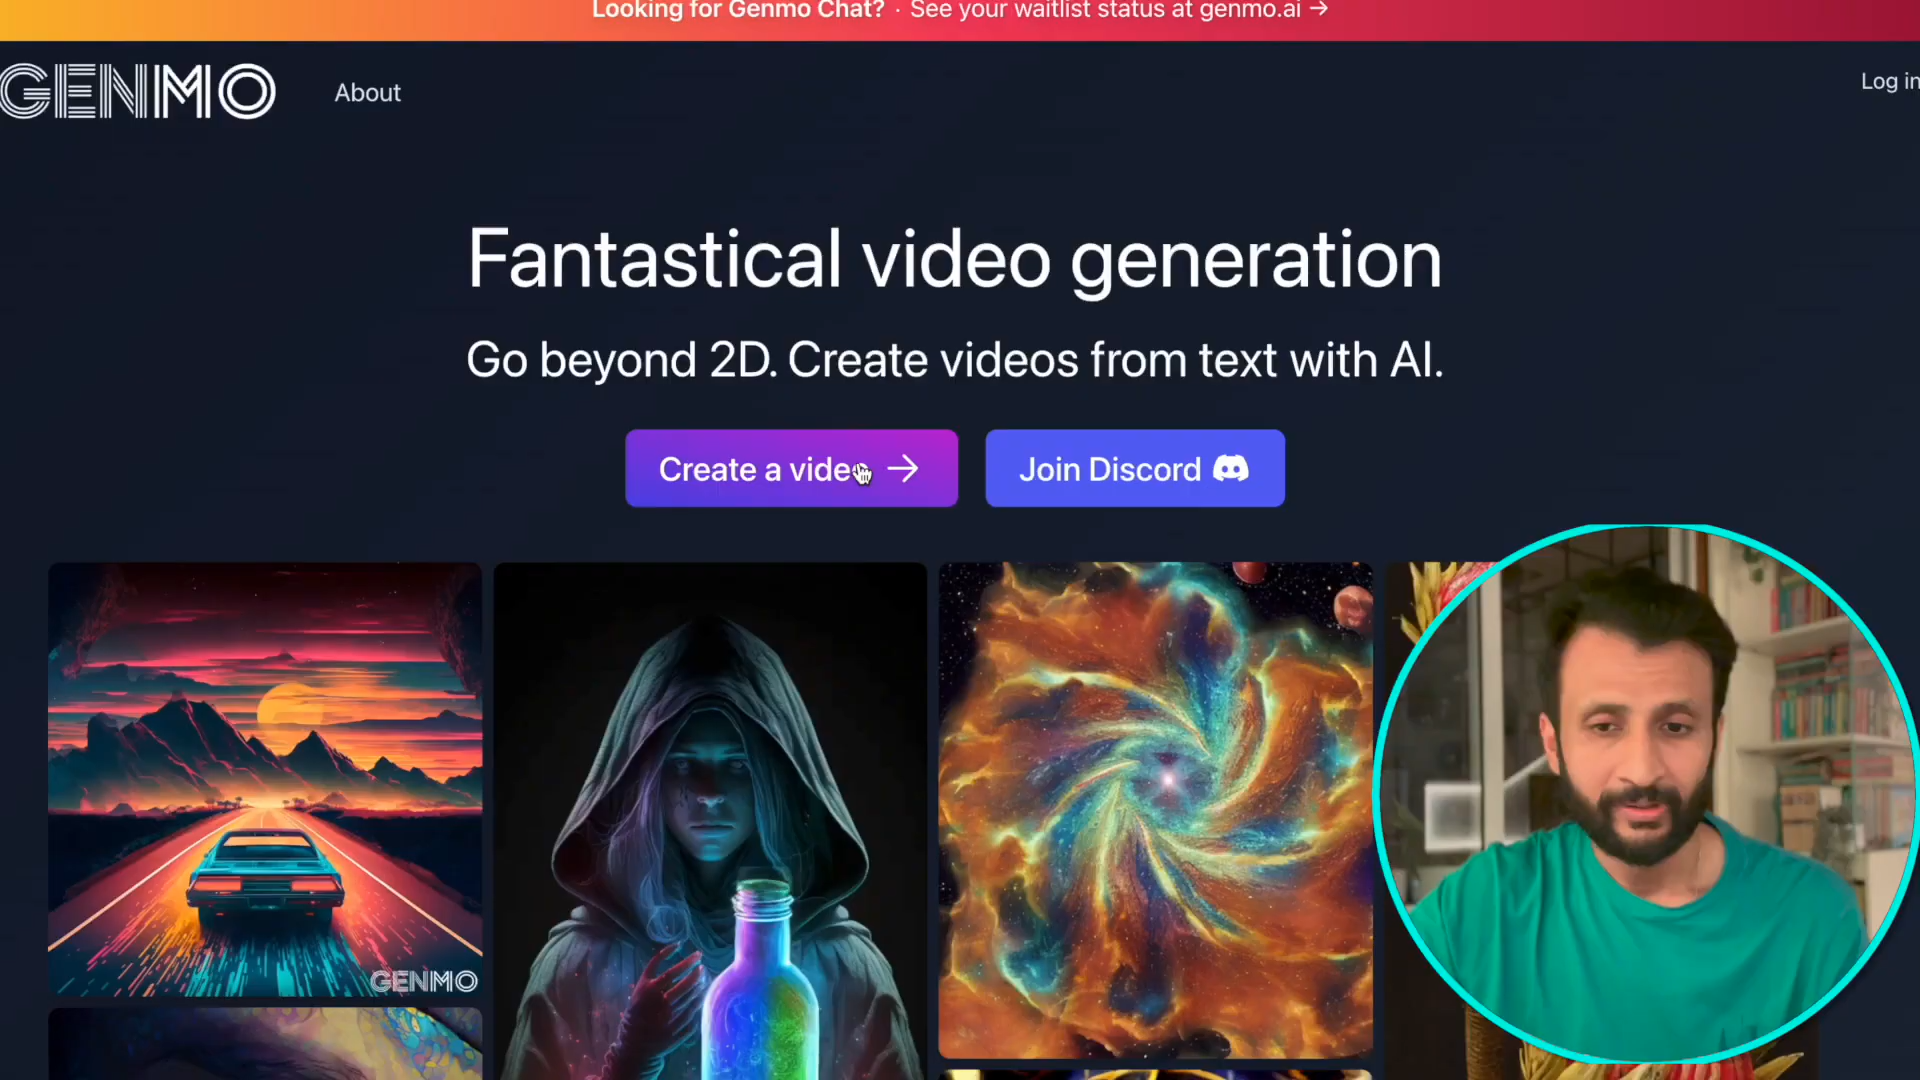 Looking for Genmo Chat? · See your waitlist status at genmo.ai →
GENMO
About
Log in
Fantastical video generation
Go beyond 2D. Create videos from text with AI.
Create a video →
Join Discord
GENMO